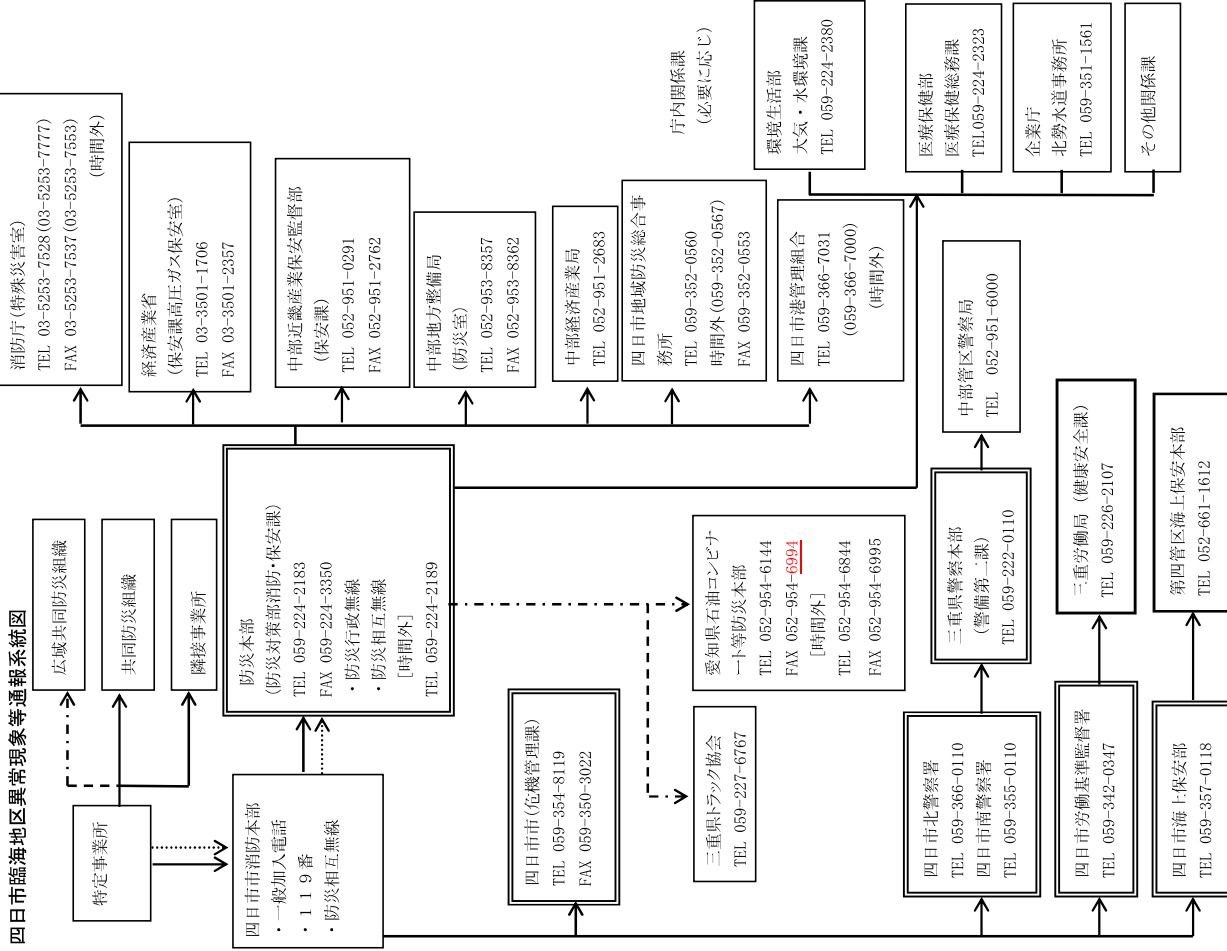 四日市臨海地区異常現象等通報系統図
特定事業所
広域共同防災組織
共同防災組織
隣接事業所
四日市市消防本部
・一般加入電話
・１１９番
・防災相互無線
防災本部
(防災対策部消防・保安課)
TEL 059-224-2183
FAX 059-224-3350
・防災行政無線
・防災相互無線
[時間外]
TEL 059-224-2189
消防庁(特殊災害室)
TEL 03-5253-7528(03-5253-7777)
FAX 03-5253-7537(03-5253-7553)
(時間外)
経済産業省
(保安課高圧ガス保安室)
TEL 03-3501-1706
FAX 03-3501-2357
中部近畿産業保安監督部
(保安課)
TEL 052-951-0291
FAX 052-951-2762
中部地方整備局
(防災室)
TEL 052-953-8357
FAX 052-953-8362
中部経済産業局
TEL 052-951-2683
四日市地域防災総合事
務所
TEL 059-352-0560
時間外(059-352-0567)
FAX 059-352-0553
四日市港管理組合
TEL 059-366-7031
(059-366-7000)
(時間外)
庁内関係課
(必要に応じ)
環境生活部
大気・水環境課
TEL 059-224-2380
医療保健部
医療保健総務課
TEL059-224-2323
企業庁
北勢水道事務所
TEL 059-351-1561
その他関係課
四日市市(危機管理課)
TEL 059-354-8119
FAX 059-350-3022
三重県トラック協会
TEL 059-227-6767
愛知県石油コンビナ
ート等防災本部
TEL 052-954-6144
FAX 052-954-6994
[時間外]
TEL 052-954-6844
FAX 052-954-6995
四日市北警察署
TEL 059-366-0110
四日市南警察署
TEL 059-355-0110
三重県警察本部
(警備第二課)
TEL 059-222-0110
中部管区警察局
TEL 052-951-6000
四日市労働基準監督署
TEL 059-342-0347
三重労働局（健康安全課）
TEL 059-226-2107
四日市海上保安部
TEL 059-357-0118
第四管区海上保安本部
TEL 052-661-1612